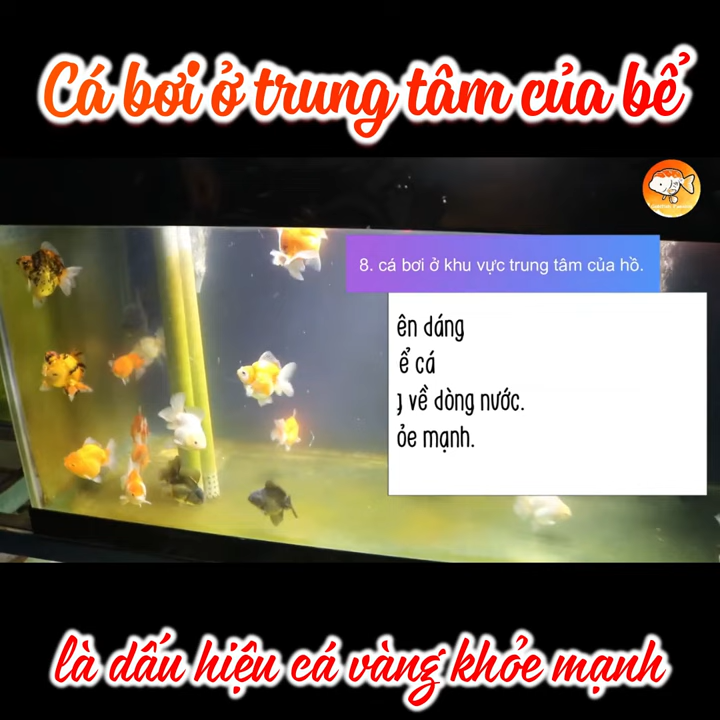 Cá bơi ở trung tâm của bể
8. cá bơi ở khu vực trung tâm của hồ.
ên dáng
ể cá
về dòng nước.
ỏe mạnh.
là dấu hiệu cá vàng khỏe mạnh